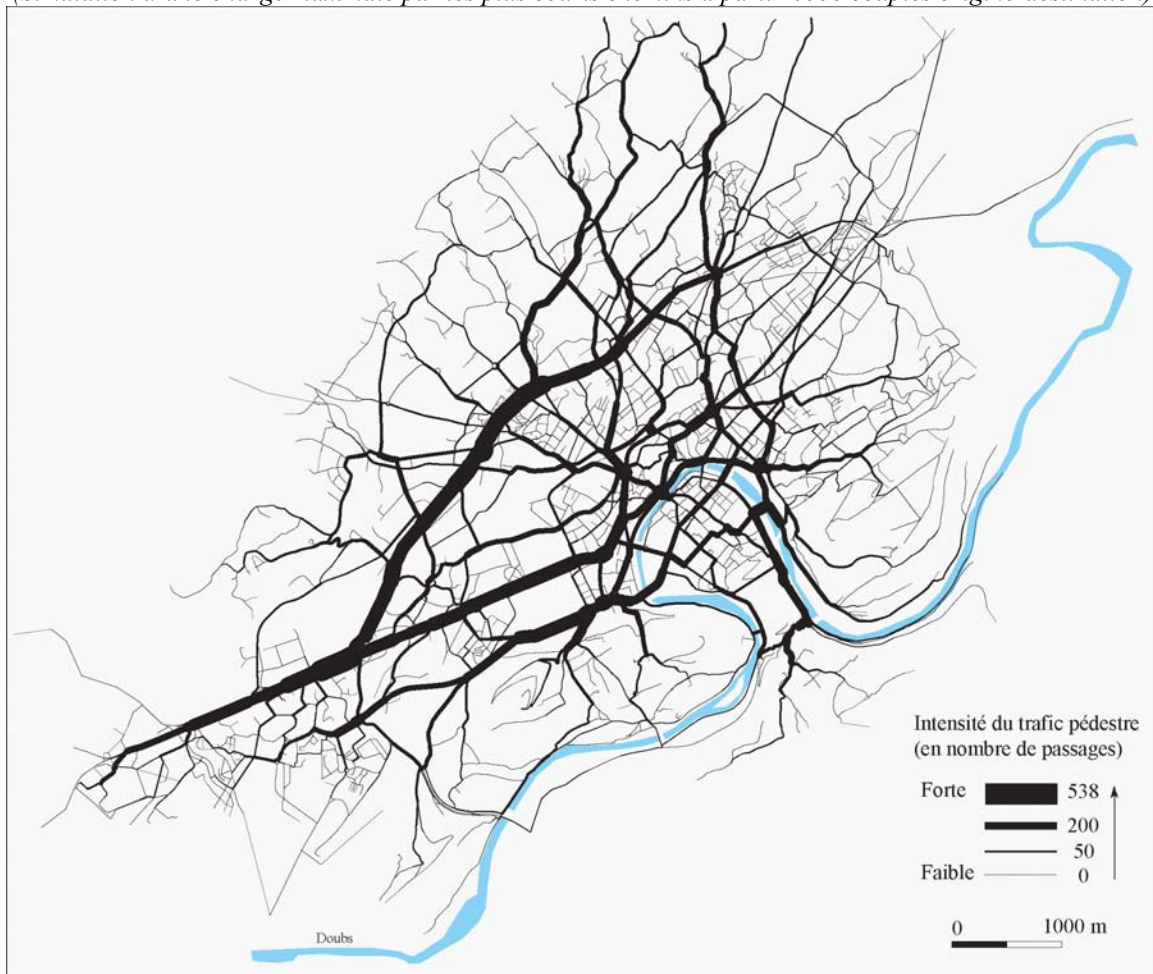 Intensité du trafic pédestre
(en nombre de passages)
Forte 538
200
50
Faible 0
0 1000 m
Doubs